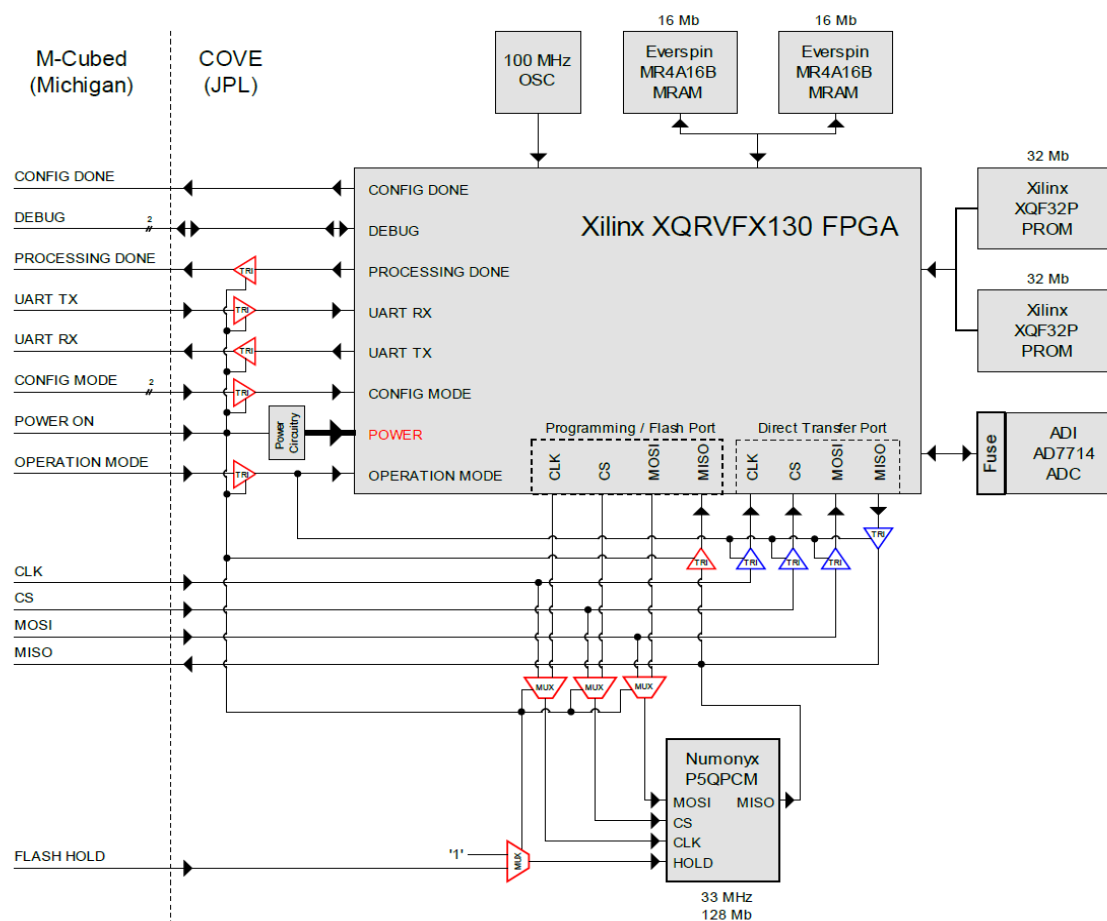 M-Cubed
(Michigan)
COVE
(JPL)
100 MHz
OSC
16 Mb
Everspin
MR4A16B
MRAM
16 Mb
Everspin
MR4A16B
MRAM
32 Mb
Xilinx
XQF32P
PROM
32 Mb
Xilinx
XQF32P
PROM
Fuse
ADI
AD7714
ADC
Xilinx XQRVFX130 FPGA
CONFIG DONE
CONFIG DONE
DEBUG
2
DEBUG
PROCESSING DONE
TRI
PROCESSING DONE
UART TX
TRI
UART RX
UART RX
TRI
UART TX
CONFIG MODE
2
TRI
CONFIG MODE
POWER ON
Power
Circuitry
POWER
OPERATION MODE
TRI
OPERATION MODE
Programming / Flash Port
CLK
CS
MOSI
MISO
Direct Transfer Port
CLK
CS
MOSI
MISO
TRI
TRI
TRI
TRI
TRI
CLK
CS
MOSI
MISO
MUX
MUX
MUX
Numonyx
P5QPCM
MOSI
MISO
CS
CLK
HOLD
33 MHz
128 Mb
FLASH HOLD
'1'
MUX